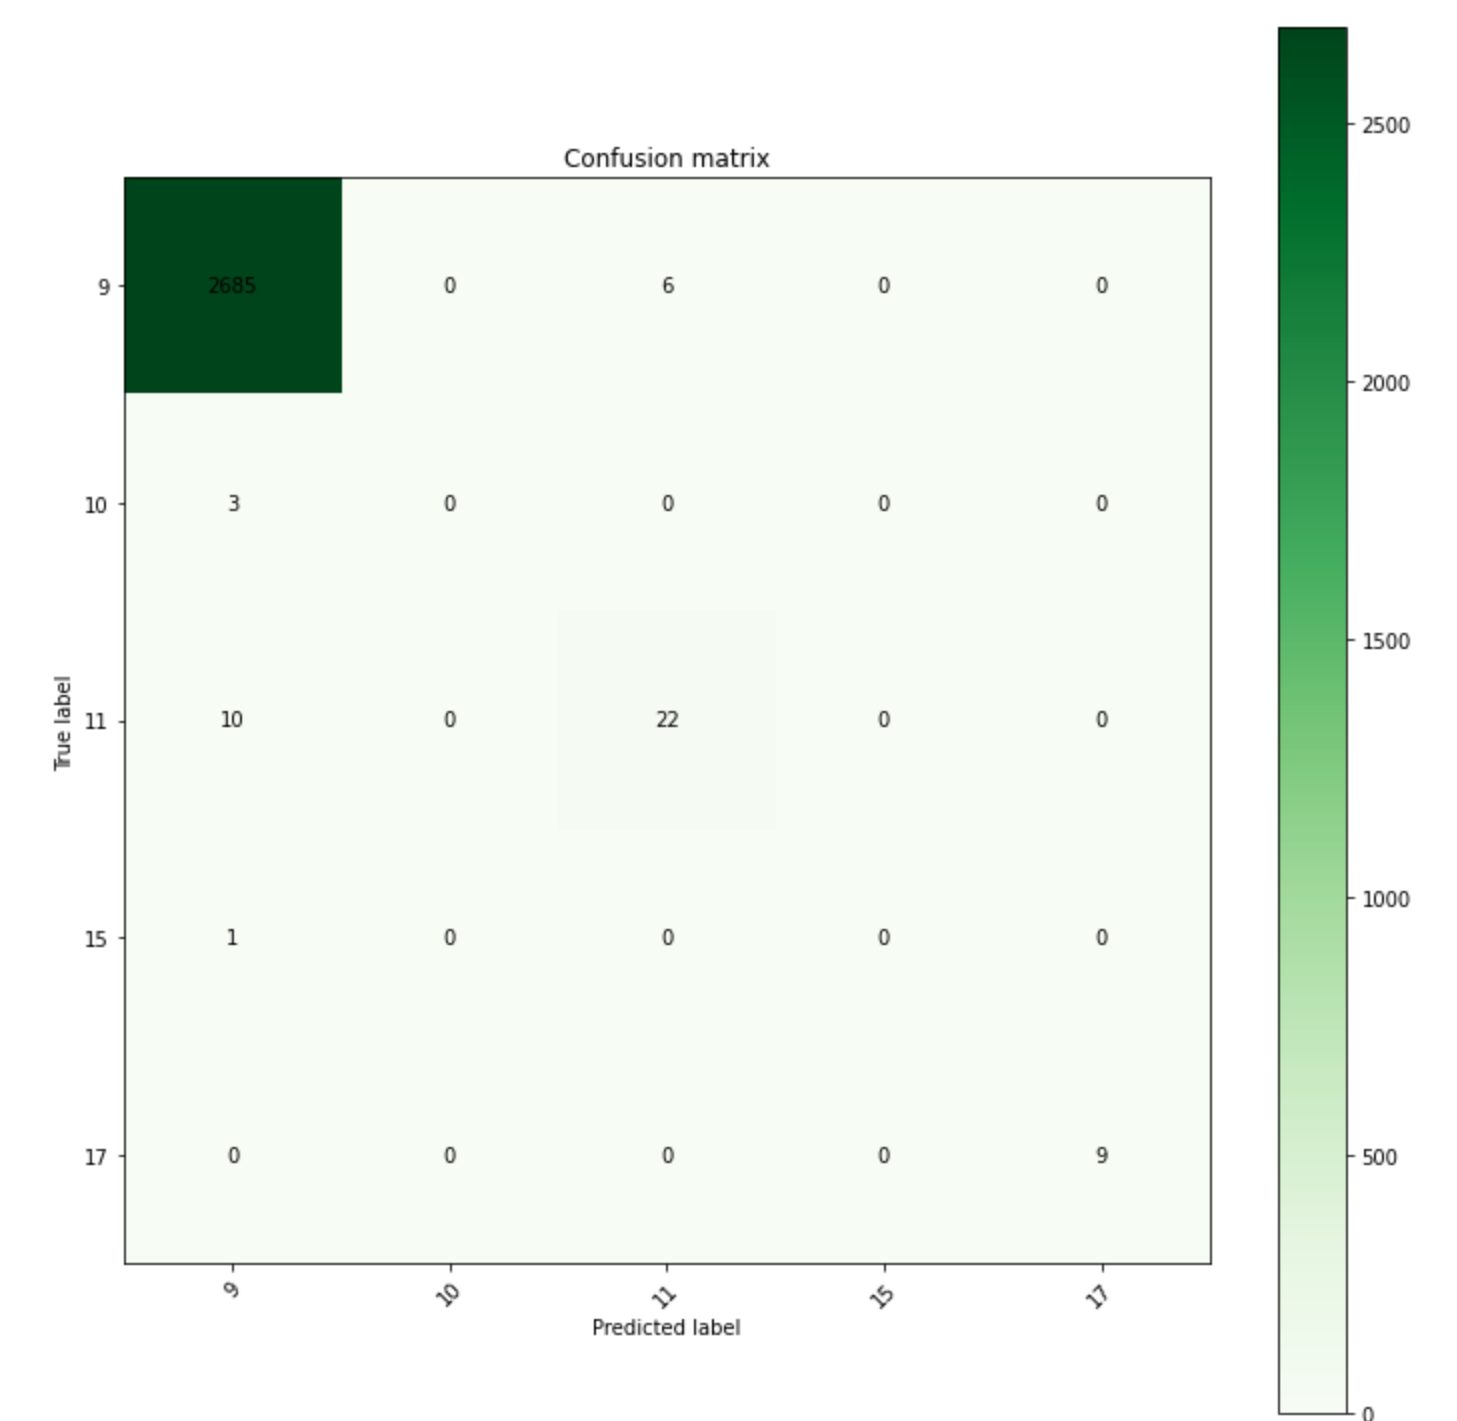 Confusion matrix
9 2685 0 6 0 0
10 3 0 0 0 0
11 10 0 22 0 0
15 1 0 0 0 0
17 0 0 0 0 9
True label
9 10 11 15 17
Predicted label
2500
2000
1500
1000
500
0